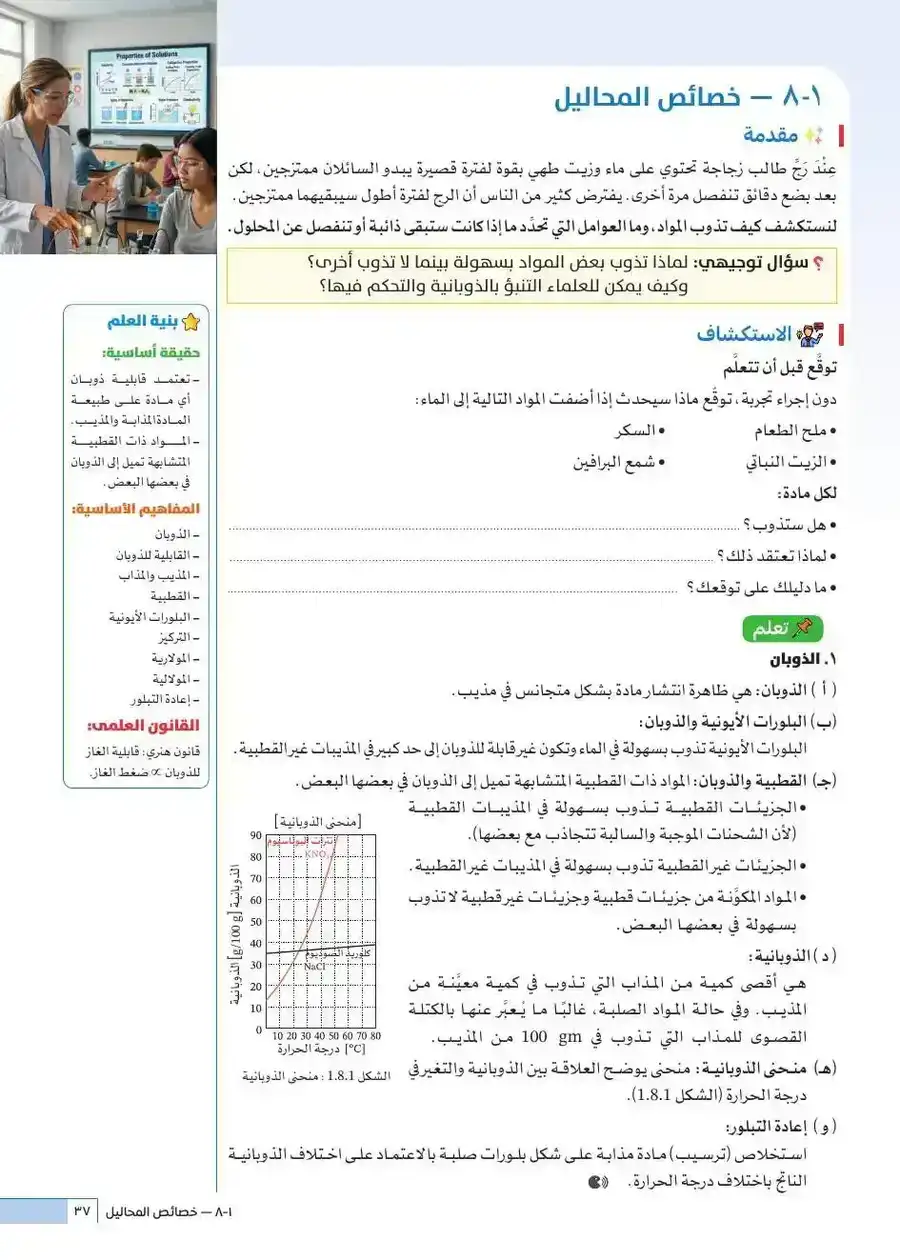 Properties of Solutions
١-٨ — خصائص المحاليل
مقدمة
عِنْدَ رَجِّ طالب زجاجة تحتوي على ماء وزيت طهي بقوة لفترة قصيرة يبدو السائلان ممتزجين، لكن
بعد بضع دقائق تنفصل مرة أخرى. يفترض كثير من الناس أن الرج لفترة أطول سيبقيهما ممتزجين.
لنستكشف كيف تذوب المواد، وما العوامل التي تحدِّد ما إذا كانت ستبقى ذائبة أو تنفصل عن المحلول.
؟ سؤال توجيهي: لماذا تذوب بعض المواد بسهولة بينما لا تذوب أخرى؟
وكيف يمكن للعلماء التنبؤ بالذوبانية والتحكم فيها؟
الاستكشاف
توقَّع قبل أن تتعلَّم
دون إجراء تجربة، توقَّع ماذا سيحدث إذا أضفت المواد التالية إلى الماء:
• ملح الطعام • السكر
• الزيت النباتي • شمع البرافين
لكل مادة:
• هل ستذوب؟
• لماذا تعتقد ذلك؟
• ما دليلك على توقعك؟
تعلم
١. الذوبان
(أ) الذوبان: هي ظاهرة انتشار مادة بشكل متجانس في مذيب.
(ب) البلورات الأيونية والذوبان:
البلورات الأيونية تذوب بسهولة في الماء وتكون غير قابلة للذوبان إلى حد كبير في المذيبات غير القطبية.
(جـ) القطبية والذوبان: المواد ذات القطبية المتشابهة تميل إلى الذوبان في بعضها البعض.
• الجزيئات القطبية تذوب بسهولة في المذيبات القطبية
(لأن الشحنات الموجبة والسالبة تتجاذب مع بعضها).
• الجزيئات غير القطبية تذوب بسهولة في المذيبات غير القطبية.
• المواد المكوَّنة من جزيئات قطبية وجزيئات غير قطبية لا تذوب
بسهولة في بعضها البعض.
(د) الذوبانية:
هي أقصى كمية من المذاب التي تذوب في كمية معيَّنة من
المذيب. وفي حالة المواد الصلبة، غالبًا ما يُعبَّر عنها بالكتلة
القصوى للمذاب التي تذوب في 100 gm من المذيب.
(هـ) منحنى الذوبانية: منحنى يوضح العلاقة بين الذوبانية والتغير في
درجة الحرارة (الشكل 1.8.1).
(و) إعادة التبلور:
استخلاص (ترسيب) مادة مذابة على شكل بلورات صلبة بالاعتماد على اختلاف الذوبانية
الناتج باختلاف درجة الحرارة.
[منحنى الذوبانية]
الذوبانية [g/100 g] الذوبانية
90
80
70
60
50
40
30
20
10
0
نترات البوتاسيوم
KNO₃
كلوريد الصوديوم
NaCl
10 20 30 40 50 60 70 80
[°C] درجة الحرارة
الشكل 1.8.1 : منحنى الذوبانية
بنية العلم
حقيقة أساسية:
– تعتمد قابلية ذوبان
أي مادة على طبيعة
المادة المذابة والمذيب.
– المواد ذات القطبية
المتشابهة تميل إلى الذوبان
في بعضها البعض.
المفاهيم الأساسية:
– الذوبان
– القابلية للذوبان
– المذيب والمذاب
– القطبية
– البلورات الأيونية
– التركيز
– المولارية
– المولالية
– إعادة التبلور
القانون العلمى:
قانون هنري: قابلية الغاز
للذوبان ∝ ضغط الغاز.
١-٨ — خصائص المحاليل
٣٧